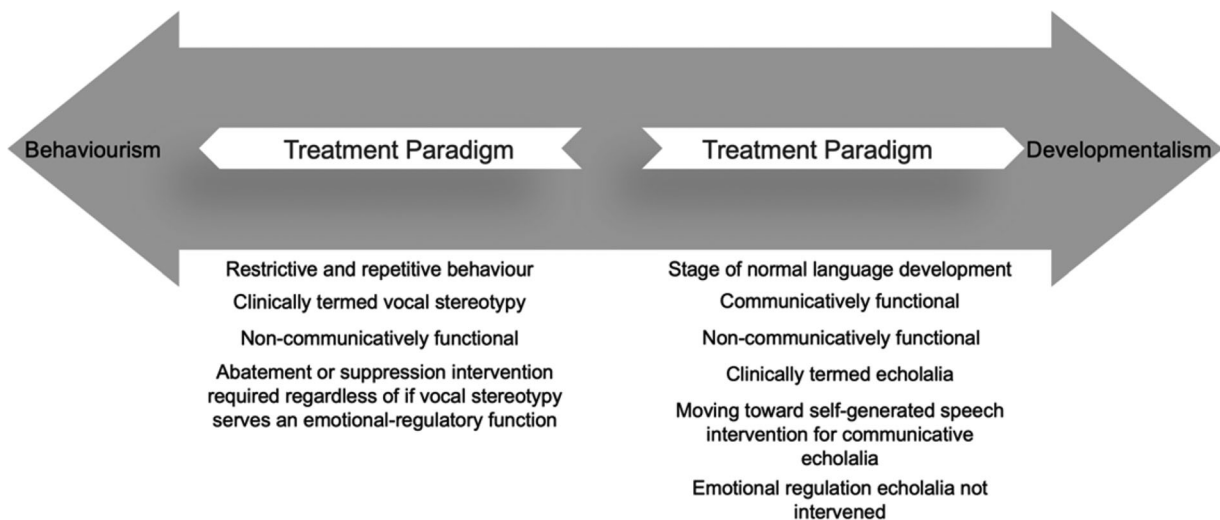 Behaviourism
Treatment Paradigm
Treatment Paradigm
Developmentalism
Restrictive and repetitive behaviour
Clinically termed vocal stereotypy
Non-communicatively functional
Abatement or suppression intervention
required regardless of if vocal stereotypy
serves an emotional-regulatory function
Stage of normal language development
Communicatively functional
Non-communicatively functional
Clinically termed echolalia
Moving toward self-generated speech
intervention for communicative
echolalia
Emotional regulation echolalia not
intervened